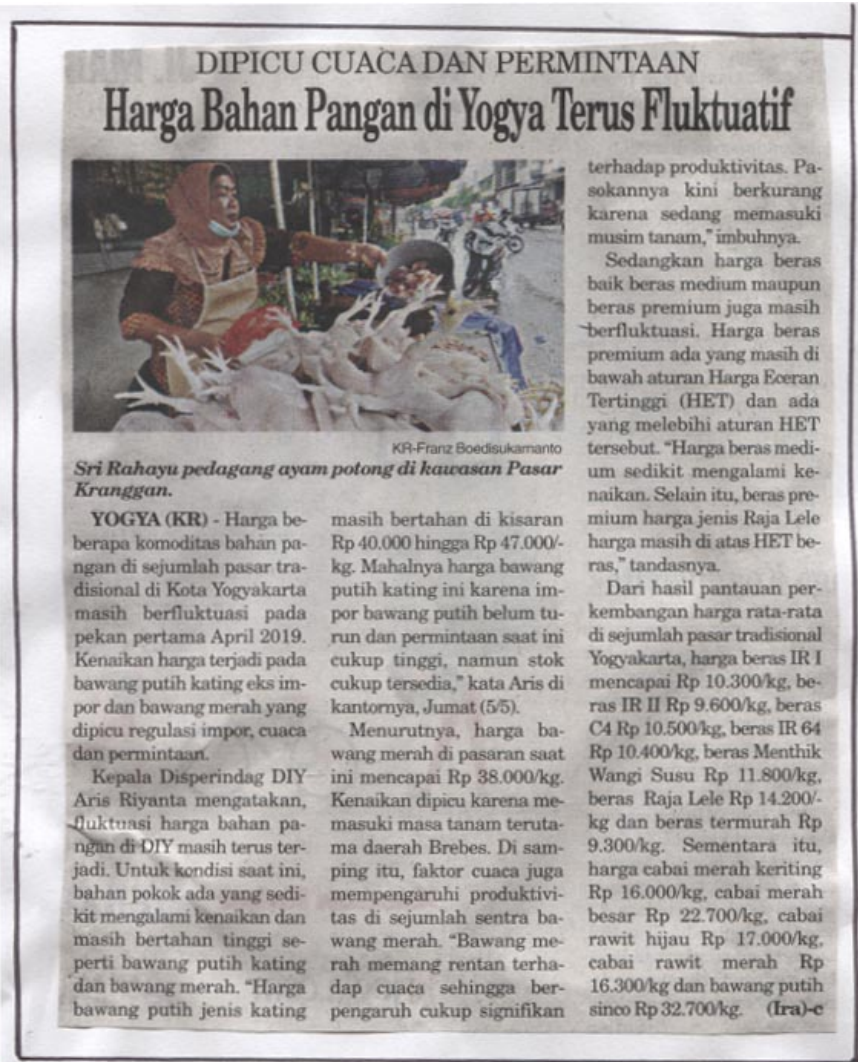 DIPICU CUACA DAN PERMINTAAN
Harga Bahan Pangan di Yogya Terus Fluktuatif
KR-Franz Boedisukamanto
Sri Rahayu pedagang ayam potong di kawasan Pasar
Kranggan.
YOGYA (KR) - Harga be-
berapa komoditas bahan pa-
ngan di sejumlah pasar tra-
disional di Kota Yogyakarta
masih berfluktuasi pada
pekan pertama April 2019.
Kenaikan harga terjadi pada
bawang putih kating eks im-
por dan bawang merah yang
dipicu regulasi impor, cuaca
dan permintaan.
Kepala Disperindag DIY
Aris Riyanta mengatakan,
fluktuasi harga bahan pa-
ngan di DIY masih terus ter-
jadi. Untuk kondisi saat ini,
bahan pokok ada yang sedi-
kit mengalami kenaikan dan
masih bertahan tinggi se-
perti bawang putih kating
dan bawang merah. "Harga
bawang putih jenis kating
masih bertahan di kisaran
Rp 40.000 hingga Rp 47.000/-
kg. Mahalnya harga bawang
putih kating ini karena im-
por bawang putih belum tu-
run dan permintaan saat ini
cukup tinggi, namun stok
cukup tersedia," kata Aris di
kantornya, Jumat (5/5).
Menurutnya, harga ba-
wang merah di pasaran saat
ini mencapai Rp 38.000/kg.
Kenaikan dipicu karena me-
masuki masa tanam teruta-
ma daerah Brebes. Di sam-
ping itu, faktor cuaca juga
mempengaruhi produktivi-
tas di sejumlah sentra ba-
wang merah. "Bawang me-
rah memang rentan terha-
dap cuaca sehingga ber-
pengaruh cukup signifikan
terhadap produktivitas. Pa-
sokannya kini berkurang
karena sedang memasuki
musim tanam," imbuhnya.
Sedangkan harga beras
baik beras medium maupun
beras premium juga masih
berfluktuasi. Harga beras
premium ada yang masih di
bawah aturan Harga Eceran
Tertinggi (HET) dan ada
yang melebihi aturan HET
tersebut. "Harga beras medi-
um sedikit mengalami ke-
naikan. Selain itu, beras pre-
mium harga jenis Raja Lele
harga masih di atas HET be-
ras," tandasnya.
Dari hasil pantauan per-
kembangan harga rata-rata
di sejumlah pasar tradisional
Yogyakarta, harga beras IR I
mencapai Rp 10.300/kg, be-
ras IR II Rp 9.600/kg, beras
C4 Rp 10.500/kg, beras IR 64
Rp 10.400/kg, beras Menthik
Wangi Susu Rp 11.800/kg,
beras Raja Lele Rp 14.200/-
kg dan beras termurah Rp
9.300/kg. Sementara itu,
harga cabai merah keriting
Rp 16.000/kg, cabai merah
besar Rp 22.700/kg, cabai
rawit hijau Rp 17.000/kg,
cabai rawit merah Rp
16.300/kg dan bawang putih
sinco Rp 32.700/kg. (Ira)-c